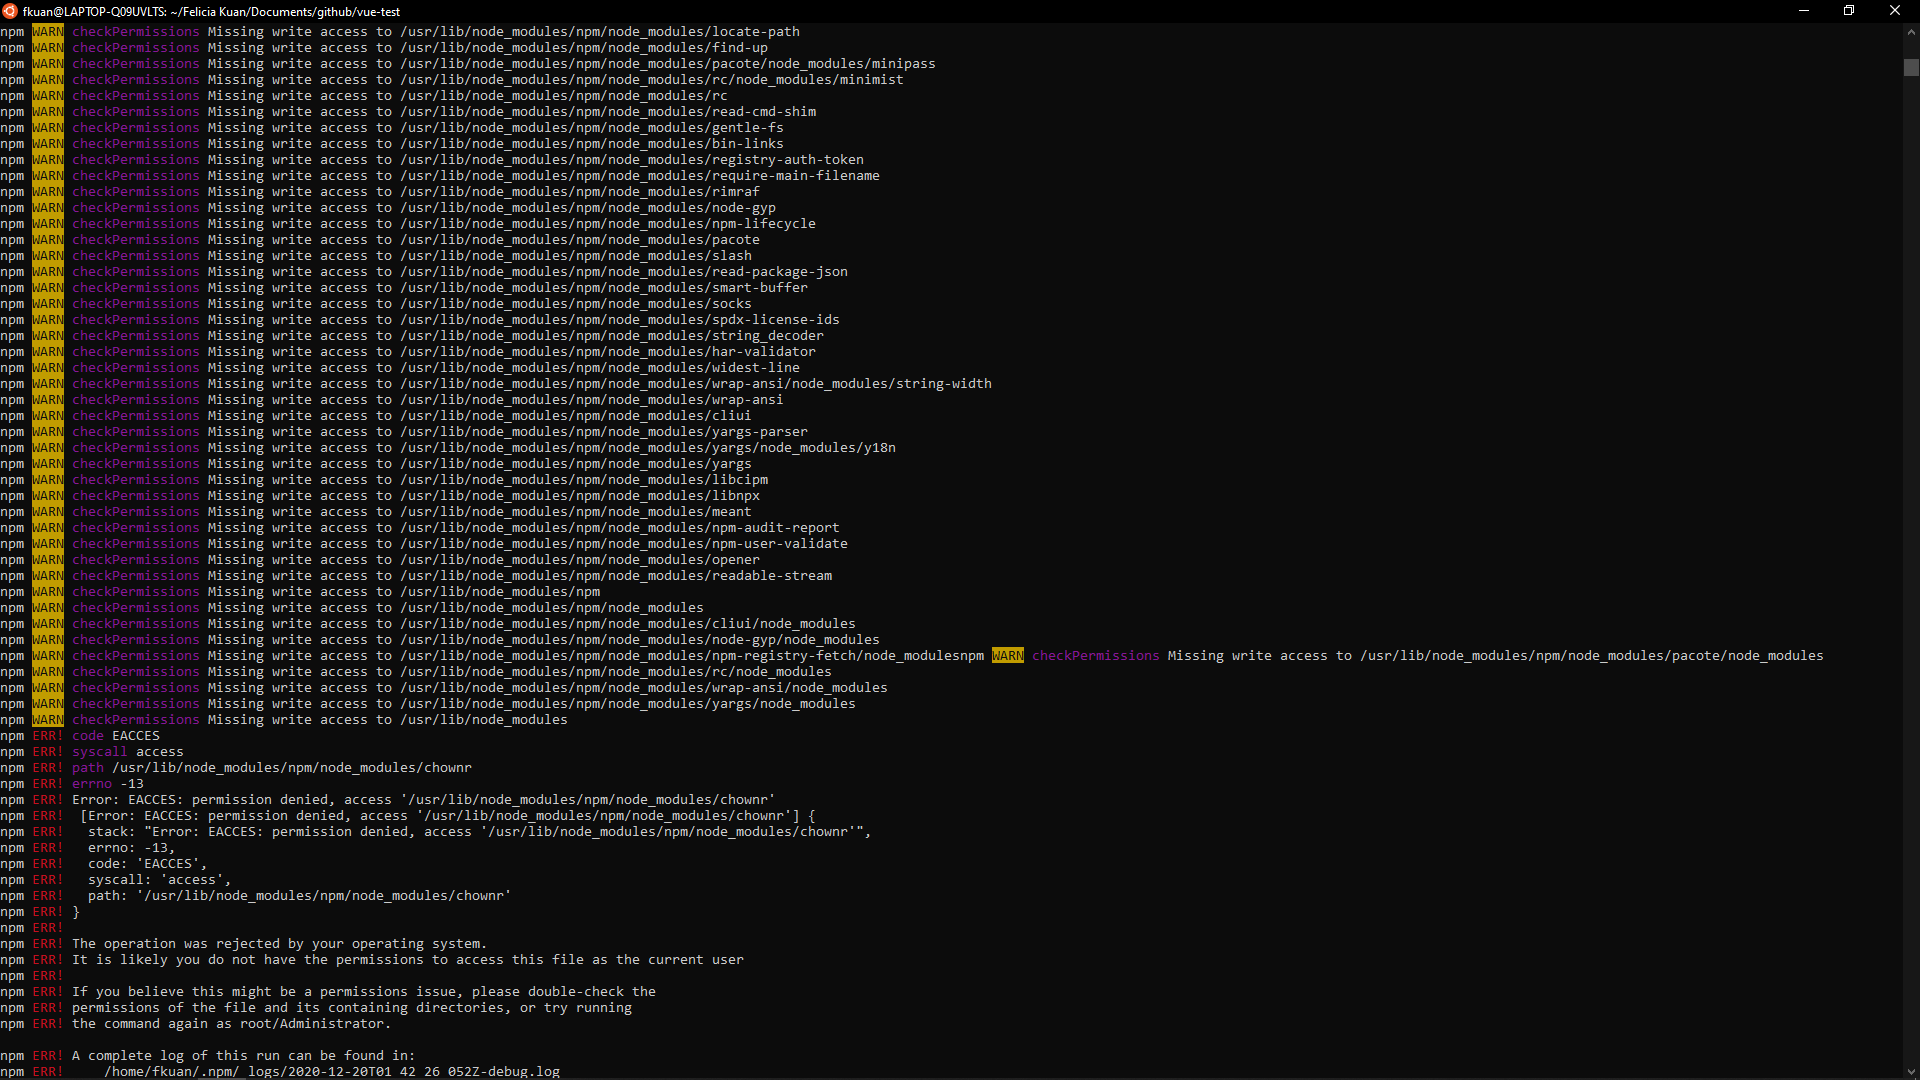 fkuan@LAPTOP-Q09UVLTS: ~/Felicia Kuan/Documents/github/vue-test
npm WARN checkPermissions Missing write access to /usr/lib/node_modules/npm/node_modules/locate-path
npm WARN checkPermissions Missing write access to /usr/lib/node_modules/npm/node_modules/find-up
npm WARN checkPermissions Missing write access to /usr/lib/node_modules/npm/node_modules/pacote/node_modules/minipass
npm WARN checkPermissions Missing write access to /usr/lib/node_modules/npm/node_modules/rc/node_modules/minimist
npm WARN checkPermissions Missing write access to /usr/lib/node_modules/npm/node_modules/rc
npm WARN checkPermissions Missing write access to /usr/lib/node_modules/npm/node_modules/read-cmd-shim
npm WARN checkPermissions Missing write access to /usr/lib/node_modules/npm/node_modules/gentle-fs
npm WARN checkPermissions Missing write access to /usr/lib/node_modules/npm/node_modules/bin-links
npm WARN checkPermissions Missing write access to /usr/lib/node_modules/npm/node_modules/registry-auth-token
npm WARN checkPermissions Missing write access to /usr/lib/node_modules/npm/node_modules/require-main-filename
npm WARN checkPermissions Missing write access to /usr/lib/node_modules/npm/node_modules/rimraf
npm WARN checkPermissions Missing write access to /usr/lib/node_modules/npm/node_modules/node-gyp
npm WARN checkPermissions Missing write access to /usr/lib/node_modules/npm/node_modules/npm-lifecycle
npm WARN checkPermissions Missing write access to /usr/lib/node_modules/npm/node_modules/pacote
npm WARN checkPermissions Missing write access to /usr/lib/node_modules/npm/node_modules/slash
npm WARN checkPermissions Missing write access to /usr/lib/node_modules/npm/node_modules/read-package-json
npm WARN checkPermissions Missing write access to /usr/lib/node_modules/npm/node_modules/smart-buffer
npm WARN checkPermissions Missing write access to /usr/lib/node_modules/npm/node_modules/socks
npm WARN checkPermissions Missing write access to /usr/lib/node_modules/npm/node_modules/spdx-license-ids
npm WARN checkPermissions Missing write access to /usr/lib/node_modules/npm/node_modules/string_decoder
npm WARN checkPermissions Missing write access to /usr/lib/node_modules/npm/node_modules/har-validator
npm WARN checkPermissions Missing write access to /usr/lib/node_modules/npm/node_modules/widest-line
npm WARN checkPermissions Missing write access to /usr/lib/node_modules/npm/node_modules/wrap-ansi/node_modules/string-width
npm WARN checkPermissions Missing write access to /usr/lib/node_modules/npm/node_modules/wrap-ansi
npm WARN checkPermissions Missing write access to /usr/lib/node_modules/npm/node_modules/cliui
npm WARN checkPermissions Missing write access to /usr/lib/node_modules/npm/node_modules/yargs-parser
npm WARN checkPermissions Missing write access to /usr/lib/node_modules/npm/node_modules/yargs/node_modules/y18n
npm WARN checkPermissions Missing write access to /usr/lib/node_modules/npm/node_modules/yargs
npm WARN checkPermissions Missing write access to /usr/lib/node_modules/npm/node_modules/libcipm
npm WARN checkPermissions Missing write access to /usr/lib/node_modules/npm/node_modules/libnpx
npm WARN checkPermissions Missing write access to /usr/lib/node_modules/npm/node_modules/meant
npm WARN checkPermissions Missing write access to /usr/lib/node_modules/npm/node_modules/npm-audit-report
npm WARN checkPermissions Missing write access to /usr/lib/node_modules/npm/node_modules/npm-user-validate
npm WARN checkPermissions Missing write access to /usr/lib/node_modules/npm/node_modules/opener
npm WARN checkPermissions Missing write access to /usr/lib/node_modules/npm/node_modules/readable-stream
npm WARN checkPermissions Missing write access to /usr/lib/node_modules/npm
npm WARN checkPermissions Missing write access to /usr/lib/node_modules/npm/node_modules
npm WARN checkPermissions Missing write access to /usr/lib/node_modules/npm/node_modules/cliui/node_modules
npm WARN checkPermissions Missing write access to /usr/lib/node_modules/npm/node_modules/node-gyp/node_modules
npm WARN checkPermissions Missing write access to /usr/lib/node_modules/npm/node_modules/npm-registry-fetch/node_modulesnpm WARN checkPermissions Missing write access to /usr/lib/node_modules/npm/node_modules/pacote/node_modules
npm WARN checkPermissions Missing write access to /usr/lib/node_modules/npm/node_modules/rc/node_modules
npm WARN checkPermissions Missing write access to /usr/lib/node_modules/npm/node_modules/wrap-ansi/node_modules
npm WARN checkPermissions Missing write access to /usr/lib/node_modules/npm/node_modules/yargs/node_modules
npm WARN checkPermissions Missing write access to /usr/lib/node_modules
npm ERR! code EACCES
npm ERR! syscall access
npm ERR! path /usr/lib/node_modules/npm/node_modules/chownr
npm ERR! errno -13
npm ERR! Error: EACCES: permission denied, access '/usr/lib/node_modules/npm/node_modules/chownr'
npm ERR!  [Error: EACCES: permission denied, access '/usr/lib/node_modules/npm/node_modules/chownr'] {
npm ERR!   stack: "Error: EACCES: permission denied, access '/usr/lib/node_modules/npm/node_modules/chownr'",
npm ERR!   errno: -13,
npm ERR!   code: 'EACCES',
npm ERR!   syscall: 'access',
npm ERR!   path: '/usr/lib/node_modules/npm/node_modules/chownr'
npm ERR! }
npm ERR!
npm ERR! The operation was rejected by your operating system.
npm ERR! It is likely you do not have the permissions to access this file as the current user
npm ERR!
npm ERR! If you believe this might be a permissions issue, please double-check the
npm ERR! permissions of the file and its containing directories, or try running
npm ERR! the command again as root/Administrator.
npm ERR! A complete log of this run can be found in:
npm ERR!     /home/fkuan/.npm/_logs/2020-12-20T01_42_26_052Z-debug.log